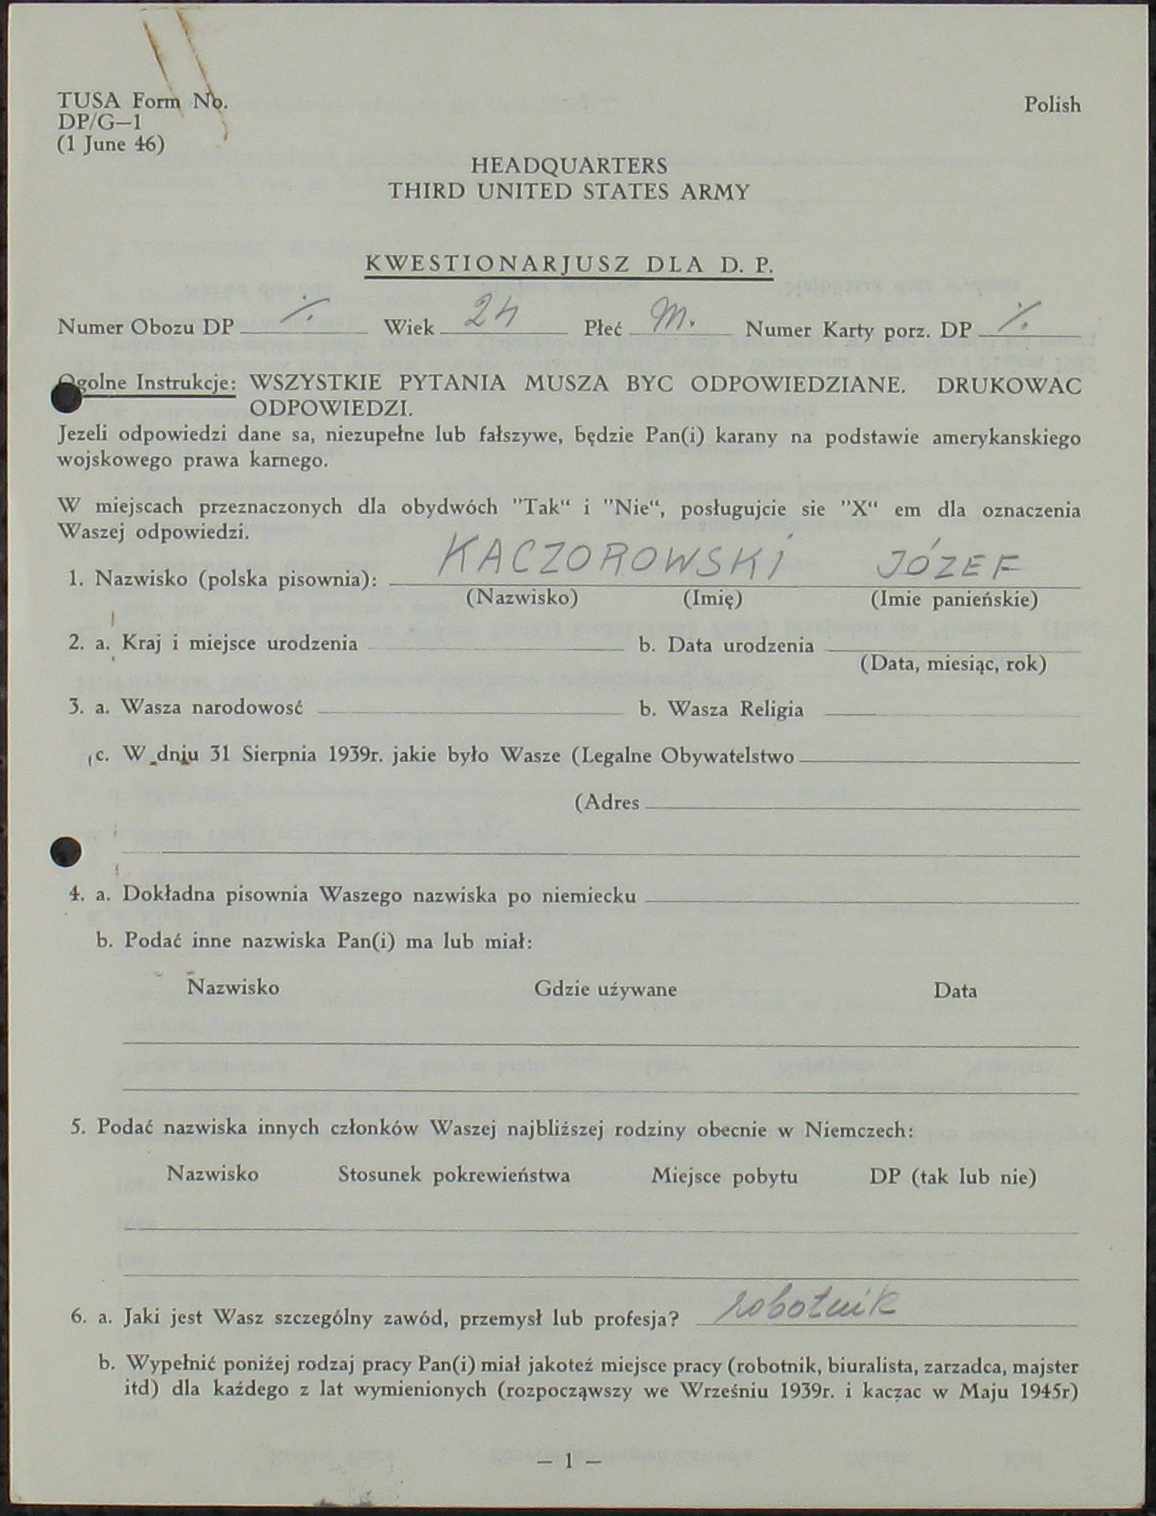 TUSA Form No. Polish
DP/G—1
(1 June 46)
HEADQUARTERS
THIRD UNITED STATES ARMY
KWESTIONARJUSZ DLA D. P.
Numer Obozu DP ⁒ Wiek 24 Płeć M. Numer Karty porz. DP ⁒
Ogolne Instrukcje: WSZYSTKIE PYTANIA MUSZA BYC ODPOWIEDZIANE. DRUKOWAC
ODPOWIEDZI.
Jezeli odpowiedzi dane sa, niezupełne lub fałszywe, będzie Pan(i) karany na podstawie amerykanskiego
wojskowego prawa karnego.
W miejscach przeznaczonych dla obydwóch "Tak“ i "Nie“, posługujcie sie "X“ em dla oznaczenia
Waszej odpowiedzi.
1. Nazwisko (polska pisownia): KACZOROWSKI JÓZEF
(Nazwisko) (Imię) (Imie panieńskie)
2. a. Kraj i miejsce urodzenia b. Data urodzenia
(Data, miesiąc, rok)
3. a. Wasza narodowosć b. Wasza Religia
c. W dniu 31 Sierpnia 1939r. jakie było Wasze (Legalne Obywatelstwo
(Adres
4. a. Dokładna pisownia Waszego nazwiska po niemiecku
b. Podać inne nazwiska Pan(i) ma lub miał:
Nazwisko Gdzie używane Data
5. Podać nazwiska innych członków Waszej najbliższej rodziny obecnie w Niemczech:
Nazwisko Stosunek pokrewieństwa Miejsce pobytu DP (tak lub nie)
6. a. Jaki jest Wasz szczególny zawód, przemysł lub profesja? robotnik
b. Wypełnić poniżej rodzaj pracy Pan(i) miał jakoteż miejsce pracy (robotnik, biuralista, zarzadca, majster
itd) dla każdego z lat wymienionych (rozpocząwszy we Wrześniu 1939r. i kaczac w Maju 1945r)
— 1 —